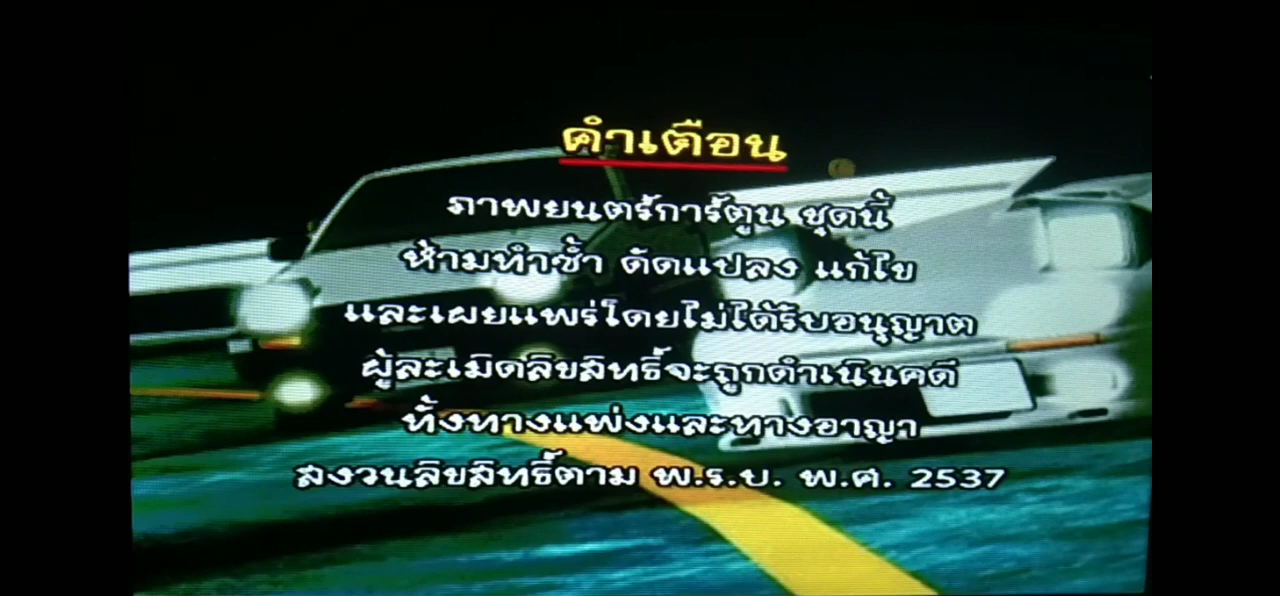 คำเตือน
ภาพยนตร์การ์ตูน ชุดนี้
ห้ามทำซ้ำ ดัดแปลง แก้ไข
และเผยแพร่โดยไม่ได้รับอนุญาต
ผู้ละเมิดลิขสิทธิ์จะถูกดำเนินคดี
ทั้งทางแพ่งและทางอาญา
สงวนลิขสิทธิ์ตาม พ.ร.บ. พ.ศ. 2537